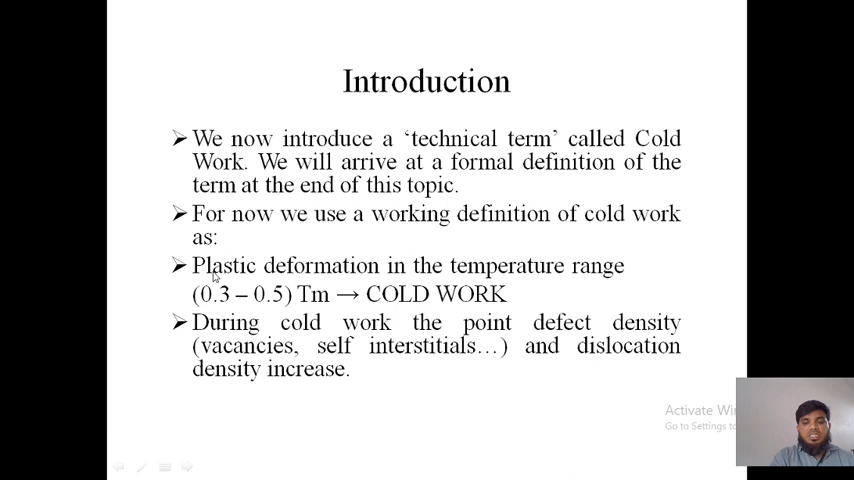 Introduction
➤ We now introduce a ‘technical term’ called Cold
Work. We will arrive at a formal definition of the
term at the end of this topic.
➤ For now we use a working definition of cold work
as:
➤ Plastic deformation in the temperature range
(0.3 – 0.5) Tm → COLD WORK
➤ During cold work the point defect density
(vacancies, self interstitials…) and dislocation
density increase.
Activate Win
Go to Settings to